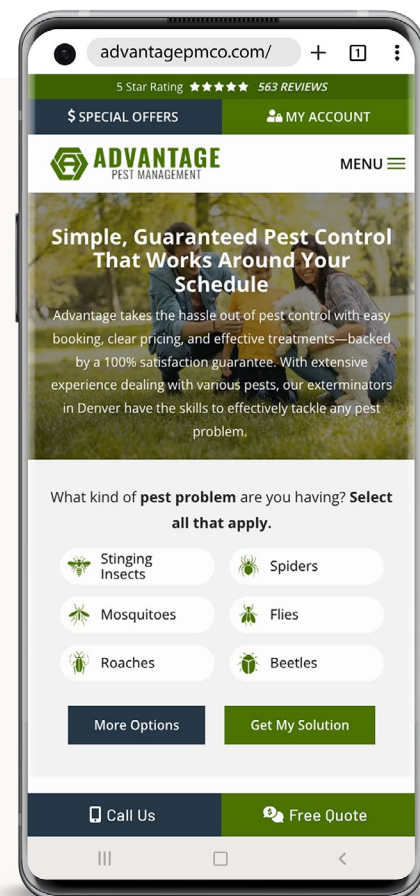 advantagepmco.com/
1
5 Star Rating ★★★★★ 563 REVIEWS
$ SPECIAL OFFERS
MY ACCOUNT
ADVANTAGE
PEST MANAGEMENT
MENU
Simple, Guaranteed Pest Control
That Works Around Your
Schedule
Advantage takes the hassle out of pest control with easy
booking, clear pricing, and effective treatments—backed
by a 100% satisfaction guarantee. With extensive
experience dealing with various pests, our exterminators
in Denver have the skills to effectively tackle any pest
problem.
What kind of pest problem are you having? Select
all that apply.
Stinging
Insects
Spiders
Mosquitoes
Flies
Roaches
Beetles
More Options
Get My Solution
Call Us
Free Quote